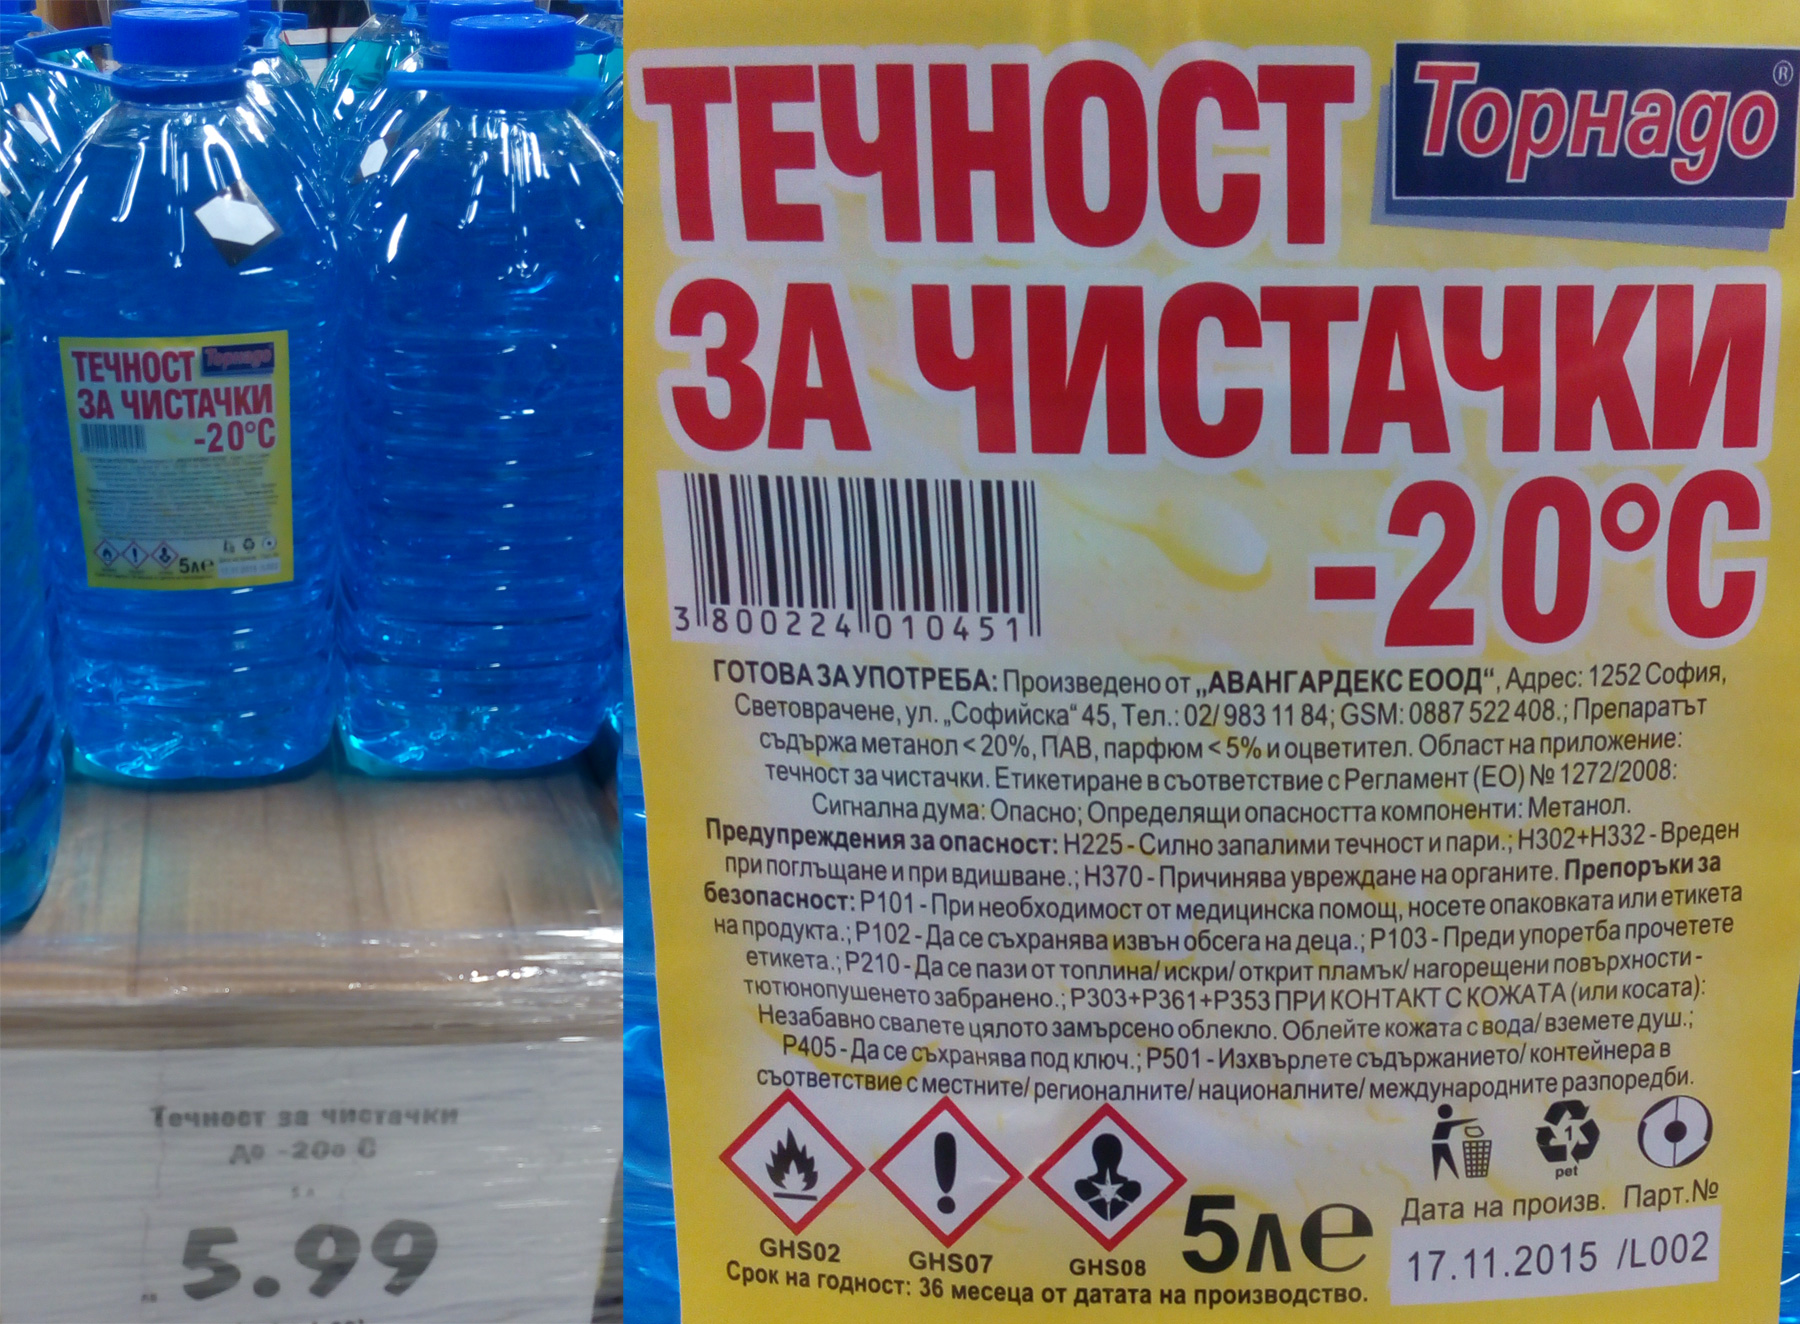 ТЕЧНОСТ Торнадо
ЗА ЧИСТАЧКИ
-20°C
5л e
Течност за чистачки
до -20о С
5 л
5.99
ТЕЧНОСТ Торнадо®
ЗА ЧИСТАЧКИ
-20°C
3 800224 010451
ГОТОВА ЗА УПОТРЕБА: Произведено от „АВАНГАРДЕКС ЕООД“, Адрес: 1252 София,
Световрачене, ул. „Софийска“ 45, Тел.: 02/ 983 11 84; GSM: 0887 522 408.; Препаратът
съдържа метанол < 20%, ПАВ, парфюм < 5% и оцветител. Област на приложение:
течност за чистачки. Етикетиране в съответствие с Регламент (ЕО) № 1272/2008:
Сигнална дума: Опасно; Определящи опасността компоненти: Метанол.
Предупреждения за опасност: H225 - Силно запалими течност и пари.; H302+H332 - Вреден
при поглъщане и при вдишване.; H370 - Причинява увреждане на органите. Препоръки за
безопасност: P101 - При необходимост от медицинска помощ, носете опаковката или етикета
на продукта.; P102 - Да се съхранява извън обсега на деца.; P103 - Преди упоретба прочетете
етикета.; P210 - Да се пази от топлина/ искри/ открит пламък/ нагорещени повърхности -
тютюнопушенето забранено.; P303+P361+P353 ПРИ КОНТАКТ С КОЖАТА (или косата):
Незабавно свалете цялото замърсено облекло. Облейте кожата с вода/ вземете душ.;
P405 - Да се съхранява под ключ.; P501 - Изхвърлете съдържанието/ контейнера в
съответствие с местните/ регионалните/ националните/ международните разпоредби.
1
pet
GHS02 GHS07 GHS08
5л e
Дата на произв. Парт.№
17.11.2015 /L002
Срок на годност: 36 месеца от датата на производство.